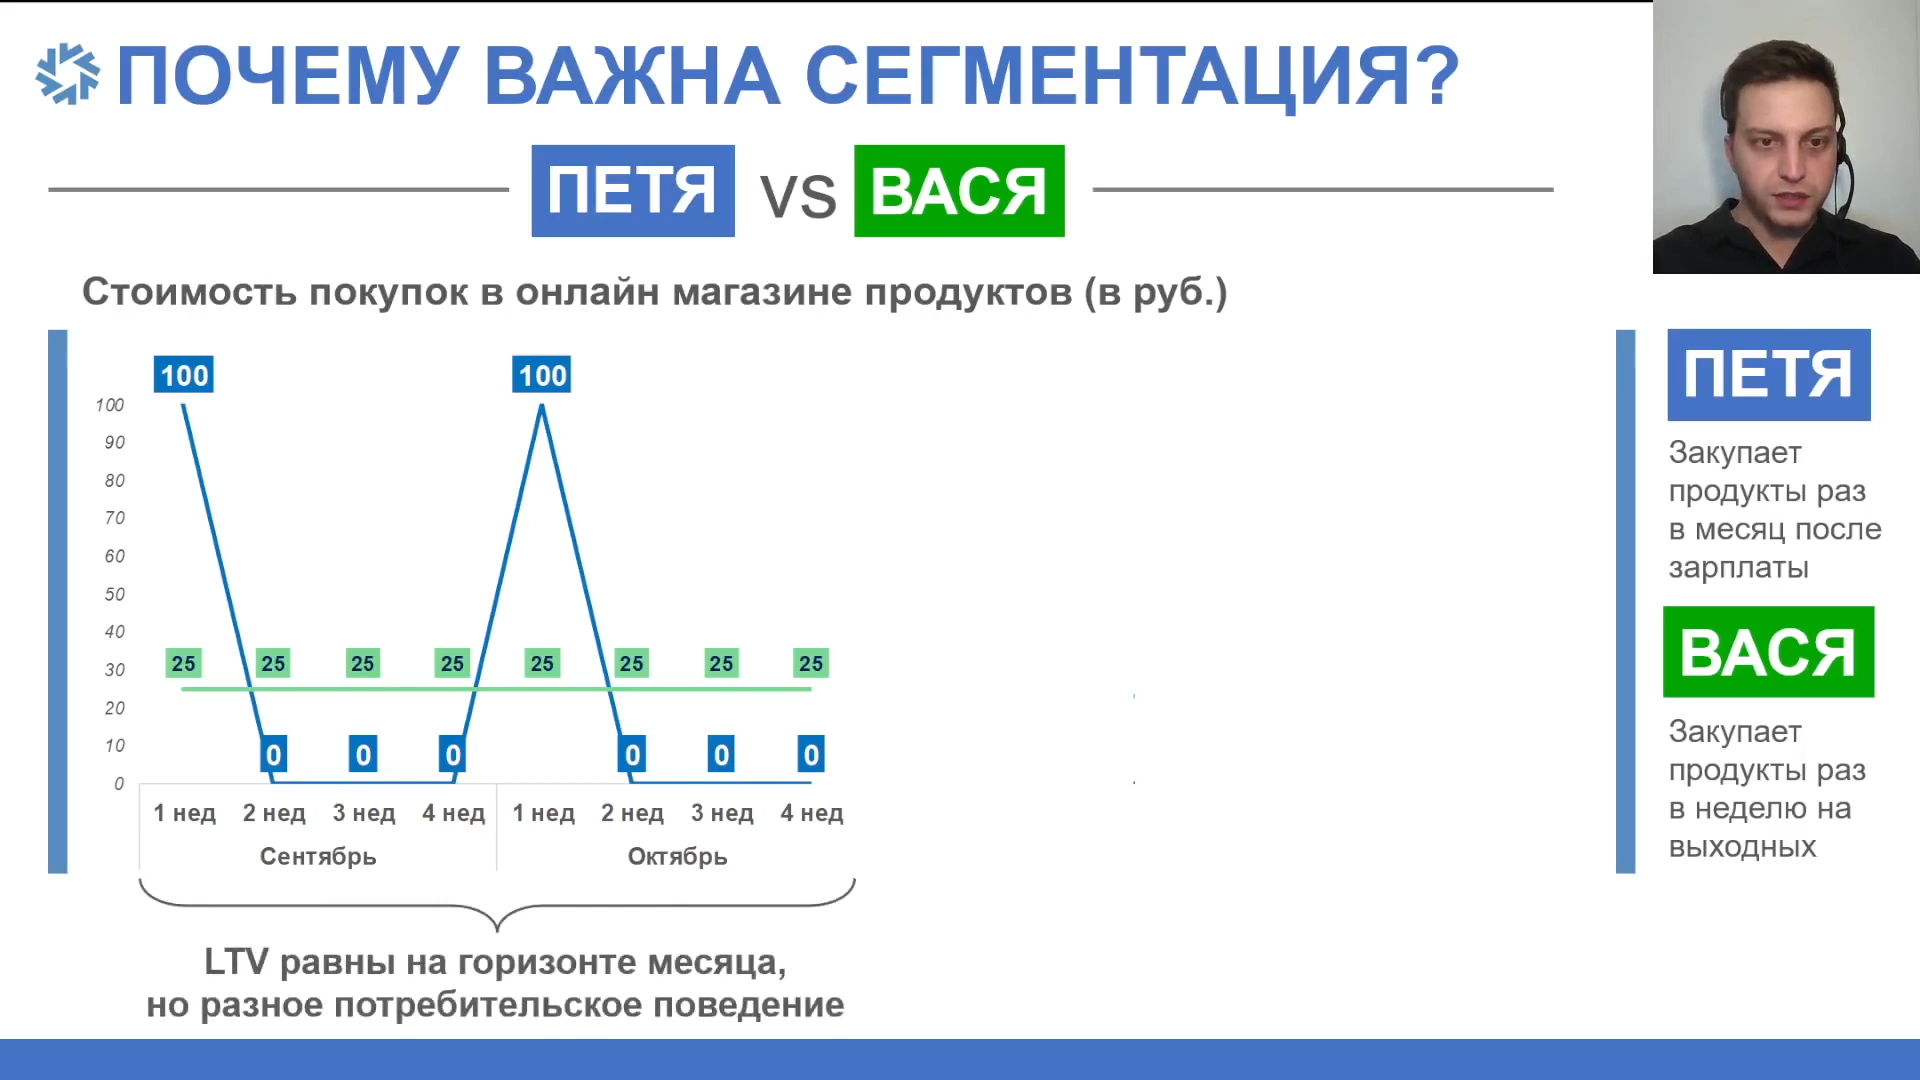 ПОЧЕМУ ВАЖНА СЕГМЕНТАЦИЯ?
ПЕТЯ VS ВАСЯ
Стоимость покупок в онлайн магазине продуктов (в руб.)
100 100
100
90
80
70
60
50
40
30
20
10
0
25 25 25 25 25 25 25 25
0 0 0 0 0 0
1 нед 2 нед 3 нед 4 нед 1 нед 2 нед 3 нед 4 нед
Сентябрь Октябрь
LTV равны на горизонте месяца,
но разное потребительское поведение
ПЕТЯ
Закупает
продукты раз
в месяц после
зарплаты
ВАСЯ
Закупает
продукты раз
в неделю на
выходных